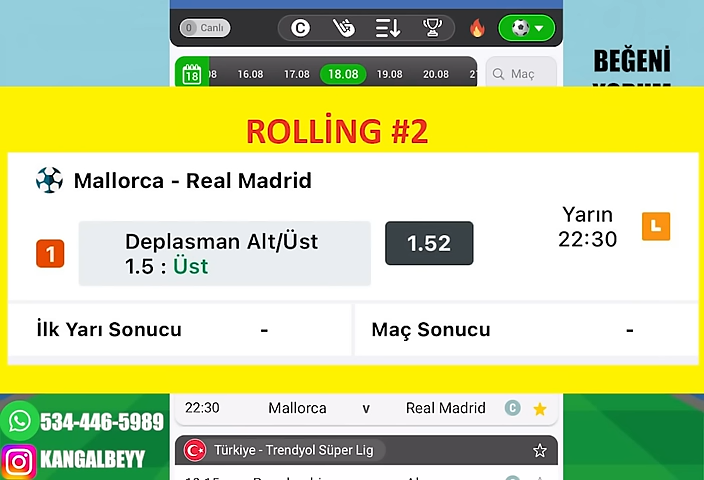 0 Canlı
C
BEĞENİ
18
16.08 17.08 18.08 19.08 20.08
Maç
ROLLİNG #2
Mallorca - Real Madrid
1
Deplasman Alt/Üst
1.5 : Üst
1.52
Yarın
22:30
L
İlk Yarı Sonucu -
Maç Sonucu -
22:30 Mallorca v Real Madrid C
534-446-5989
KANGALBEYY
Türkiye - Trendyol Süper Lig